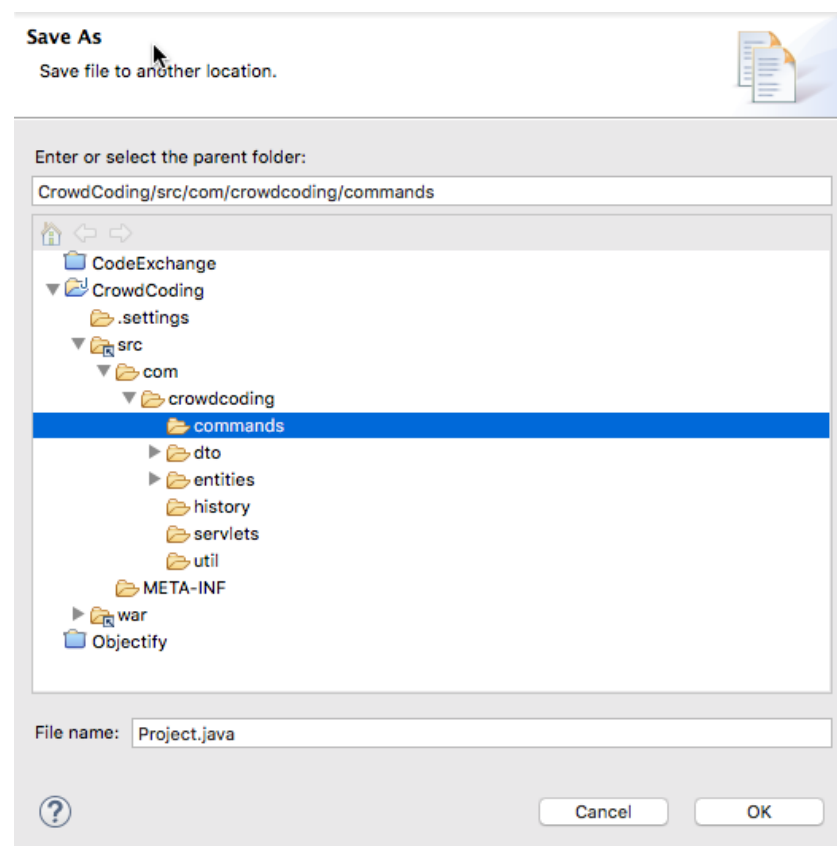 Save As
Save file to another location.
Enter or select the parent folder:
CrowdCoding/src/com/crowdcoding/commands
CodeExchange
CrowdCoding
.settings
src
com
crowdcoding
commands
dto
entities
history
servlets
util
META-INF
war
Objectify
File name: Project.java
? Cancel OK